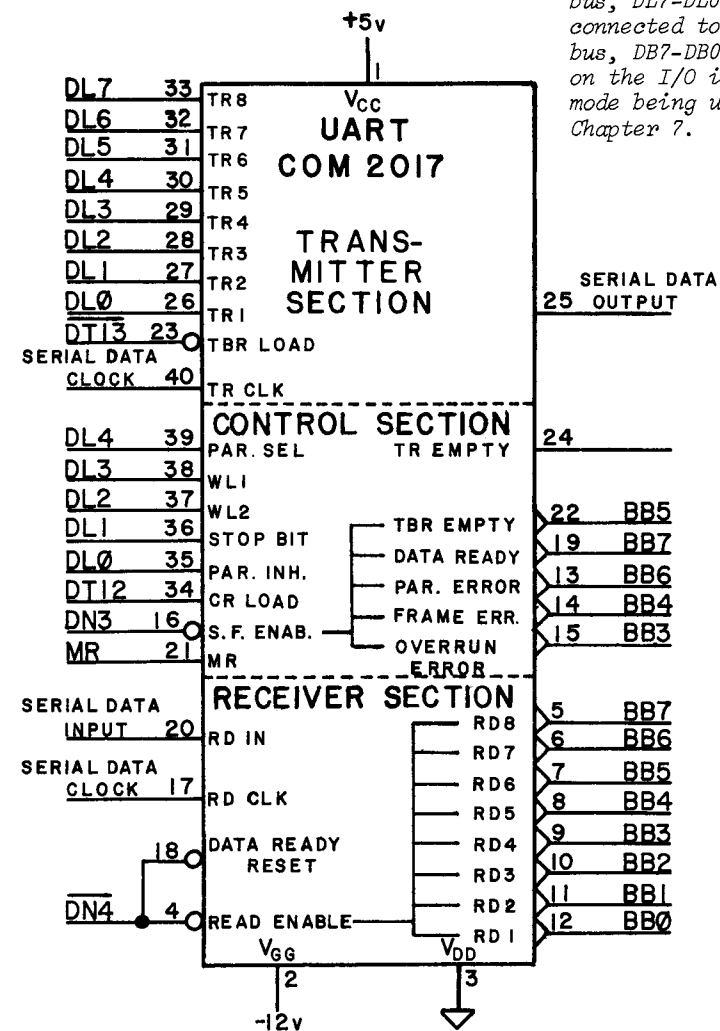 bus, DL7-DL0
connected to
bus, DB7-DB0
on the I/O i
mode being u
Chapter 7.
+5v
1
VCC
UART
COM 2017
TRANS-
MITTER
SECTION
DL7 33 TR8
DL6 32 TR7
DL5 31 TR6
DL4 30 TR5
DL3 29 TR4
DL2 28 TR3
DL1 27 TR2
DLØ 26 TR1
DT13 23 TBR LOAD
SERIAL DATA
CLOCK 40 TR CLK
25 SERIAL DATA
OUTPUT
CONTROL SECTION
DL4 39 PAR. SEL
TR EMPTY 24
DL3 38 WL1
DL2 37 WL2
DL1 36 STOP BIT
DLØ 35 PAR. INH.
DT12 34 CR LOAD
DN3 16 S.F. ENAB.
MR 21 MR
TBR EMPTY 22 BB5
DATA READY 19 BB7
PAR. ERROR 13 BB6
FRAME ERR. 14 BB4
OVERRUN 15 BB3
ERROR
RECEIVER SECTION
SERIAL DATA
INPUT 20 RD IN
SERIAL DATA
CLOCK 17 RD CLK
18 DATA READY
RESET
DN4 4 READ ENABLE
RD8 5 BB7
RD7 6 BB6
RD6 7 BB5
RD5 8 BB4
RD4 9 BB3
RD3 10 BB2
RD2 11 BB1
RD1 12 BBØ
VGG VDD
2 3
-12v